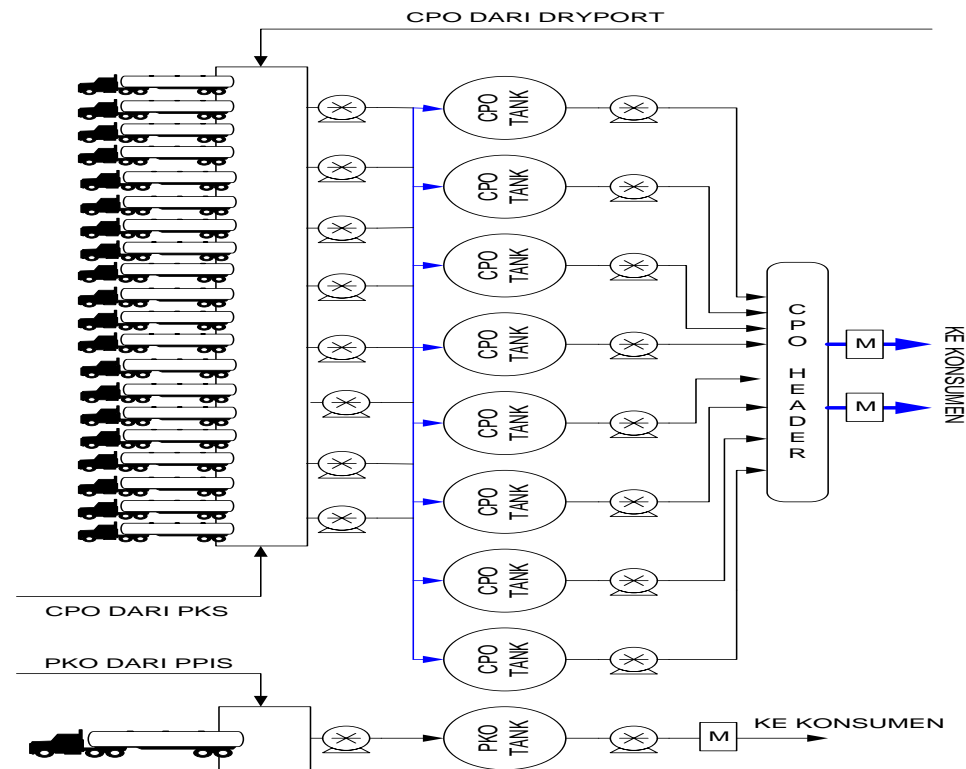 CPO DARI DRYPORT
CPO
TANK
CPO
TANK
CPO
TANK
CPO
TANK
CPO
TANK
CPO
TANK
CPO
TANK
CPO
TANK
CPO HEADER
M
M
KE KONSUMEN
CPO DARI PKS
PKO DARI PPIS
PKO
TANK
M
KE KONSUMEN